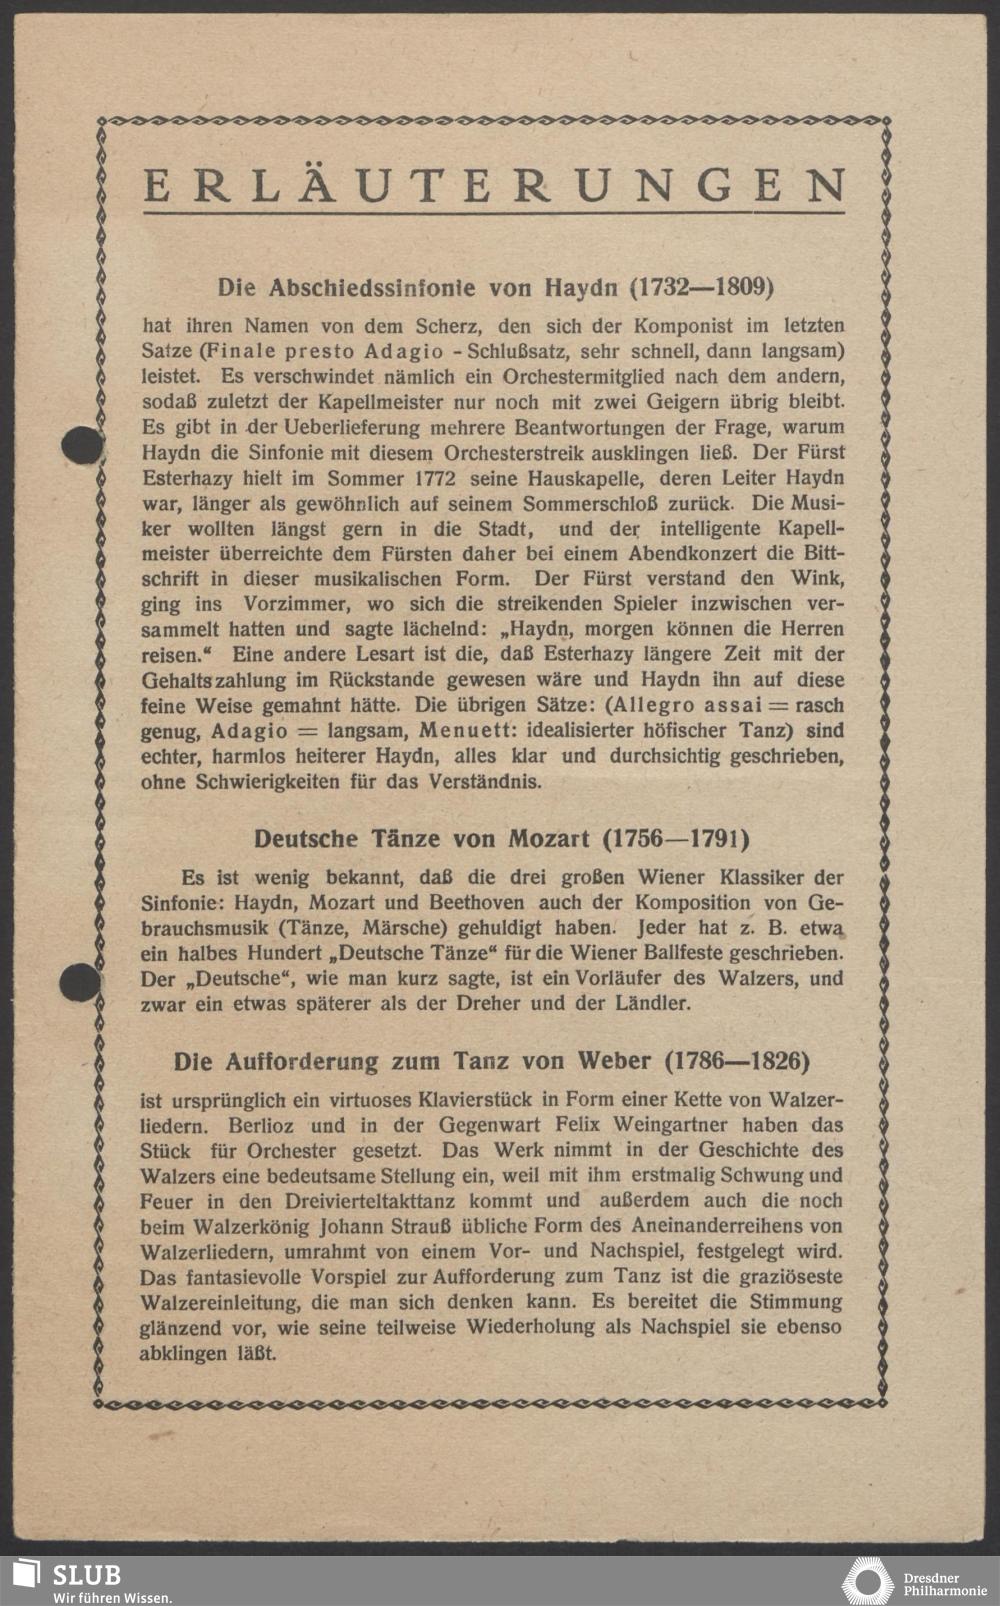 ERLÄUTERUNGEN
Die Abschiedssinfonie von Haydn (1732—1809)
hat ihren Namen von dem Scherz, den sich der Komponist im letzten
Satze (Finale presto Adagio - Schlußsatz, sehr schnell, dann langsam)
leistet. Es verschwindet nämlich ein Orchestermitglied nach dem andern,
sodaß zuletzt der Kapellmeister nur noch mit zwei Geigern übrig bleibt.
Es gibt in der Ueberlieferung mehrere Beantwortungen der Frage, warum
Haydn die Sinfonie mit diesem Orchesterstreik ausklingen ließ. Der Fürst
Esterhazy hielt im Sommer 1772 seine Hauskapelle, deren Leiter Haydn
war, länger als gewöhnlich auf seinem Sommerschloß zurück. Die Musi-
ker wollten längst gern in die Stadt, und der intelligente Kapell-
meister überreichte dem Fürsten daher bei einem Abendkonzert die Bitt-
schrift in dieser musikalischen Form. Der Fürst verstand den Wink,
ging ins Vorzimmer, wo sich die streikenden Spieler inzwischen ver-
sammelt hatten und sagte lächelnd: „Haydn, morgen können die Herren
reisen.“ Eine andere Lesart ist die, daß Esterhazy längere Zeit mit der
Gehaltszahlung im Rückstande gewesen wäre und Haydn ihn auf diese
feine Weise gemahnt hätte. Die übrigen Sätze: (Allegro assai = rasch
genug, Adagio = langsam, Menuett: idealisierter höfischer Tanz) sind
echter, harmlos heiterer Haydn, alles klar und durchsichtig geschrieben,
ohne Schwierigkeiten für das Verständnis.
Deutsche Tänze von Mozart (1756—1791)
Es ist wenig bekannt, daß die drei großen Wiener Klassiker der
Sinfonie: Haydn, Mozart und Beethoven auch der Komposition von Ge-
brauchsmusik (Tänze, Märsche) gehuldigt haben. Jeder hat z. B. etwa
ein halbes Hundert „Deutsche Tänze“ für die Wiener Ballfeste geschrieben.
Der „Deutsche“, wie man kurz sagte, ist ein Vorläufer des Walzers, und
zwar ein etwas späterer als der Dreher und der Ländler.
Die Aufforderung zum Tanz von Weber (1786—1826)
ist ursprünglich ein virtuoses Klavierstück in Form einer Kette von Walzer-
liedern. Berlioz und in der Gegenwart Felix Weingartner haben das
Stück für Orchester gesetzt. Das Werk nimmt in der Geschichte des
Walzers eine bedeutsame Stellung ein, weil mit ihm erstmalig Schwung und
Feuer in den Dreivierteltakttanz kommt und außerdem auch die noch
beim Walzerkönig Johann Strauß übliche Form des Aneinanderreihens von
Walzerliedern, umrahmt von einem Vor- und Nachspiel, festgelegt wird.
Das fantasievolle Vorspiel zur Aufforderung zum Tanz ist die graziöseste
Walzereinleitung, die man sich denken kann. Es bereitet die Stimmung
glänzend vor, wie seine teilweise Wiederholung als Nachspiel sie ebenso
abklingen läßt.
SLUB
Wir führen Wissen.
Dresdner
Philharmonie